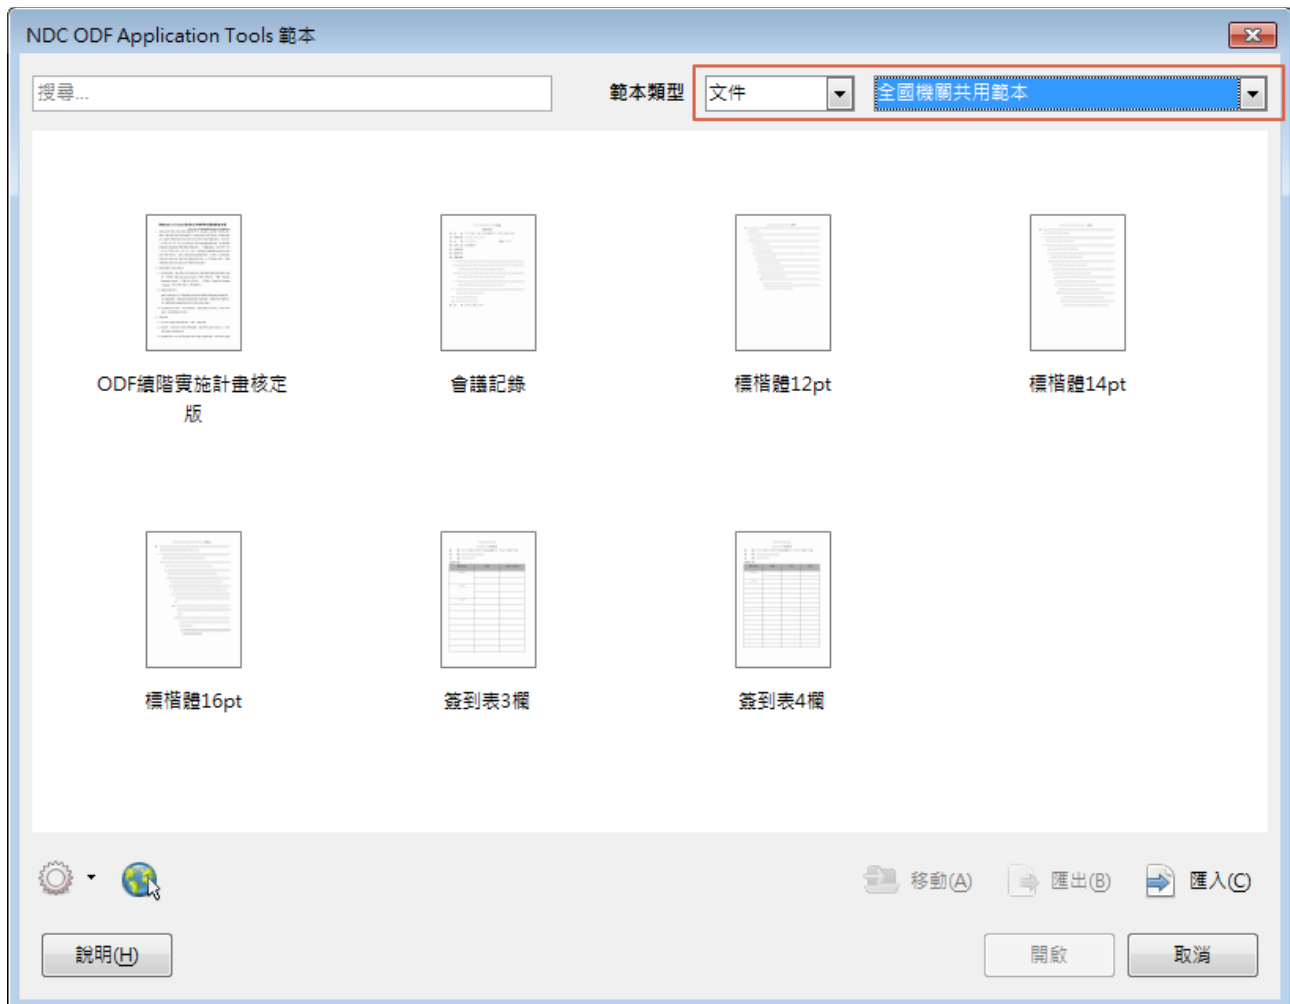 NDC ODF Application Tools 範本
搜尋...
範本類型
文件
全國機關共用範本
ODF續階實施計畫核定
版
會議記錄
標楷體12pt
標楷體14pt
標楷體16pt
簽到表3欄
簽到表4欄
移動(A)
匯出(B)
匯入(C)
說明(H)
開啟
取消